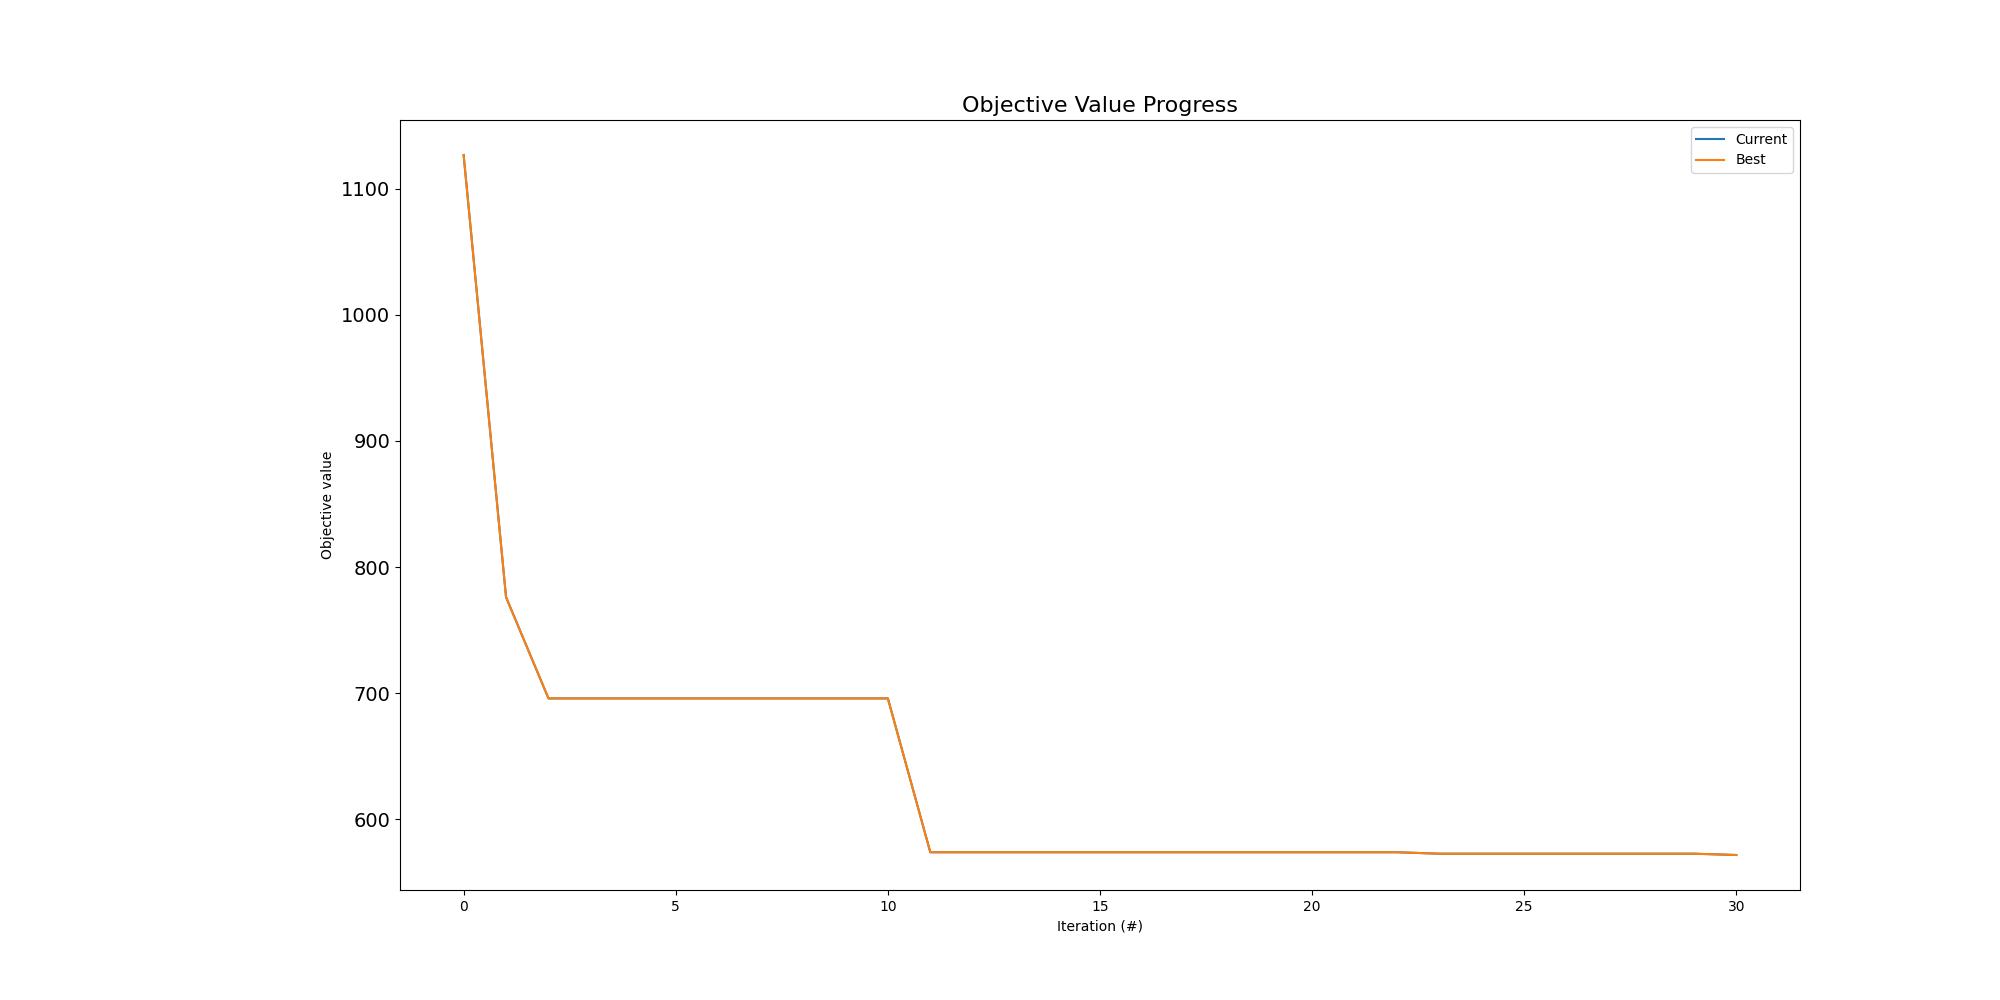 Objective Value Progress
Current
Best
1100
1000
900
800
700
600
Objective value
0 5 10 15 20 25 30
Iteration (#)